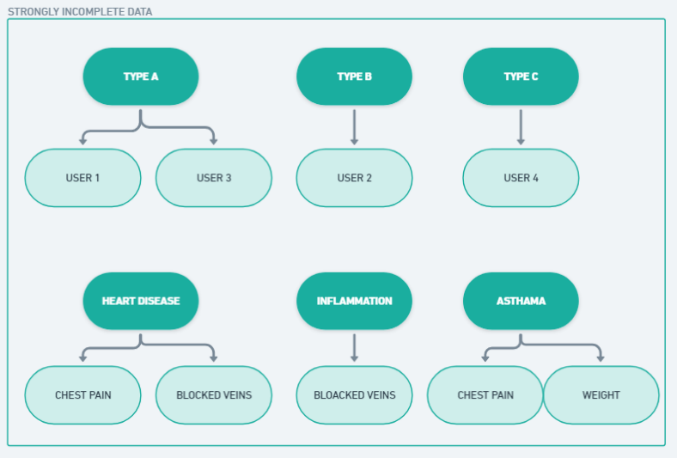 STRONGLY INCOMPLETE DATA
TYPE A
TYPE B
TYPE C
USER 1
USER 3
USER 2
USER 4
HEART DISEASE
INFLAMMATION
ASTHAMA
CHEST PAIN
BLOCKED VEINS
BLOACKED VEINS
CHEST PAIN
WEIGHT